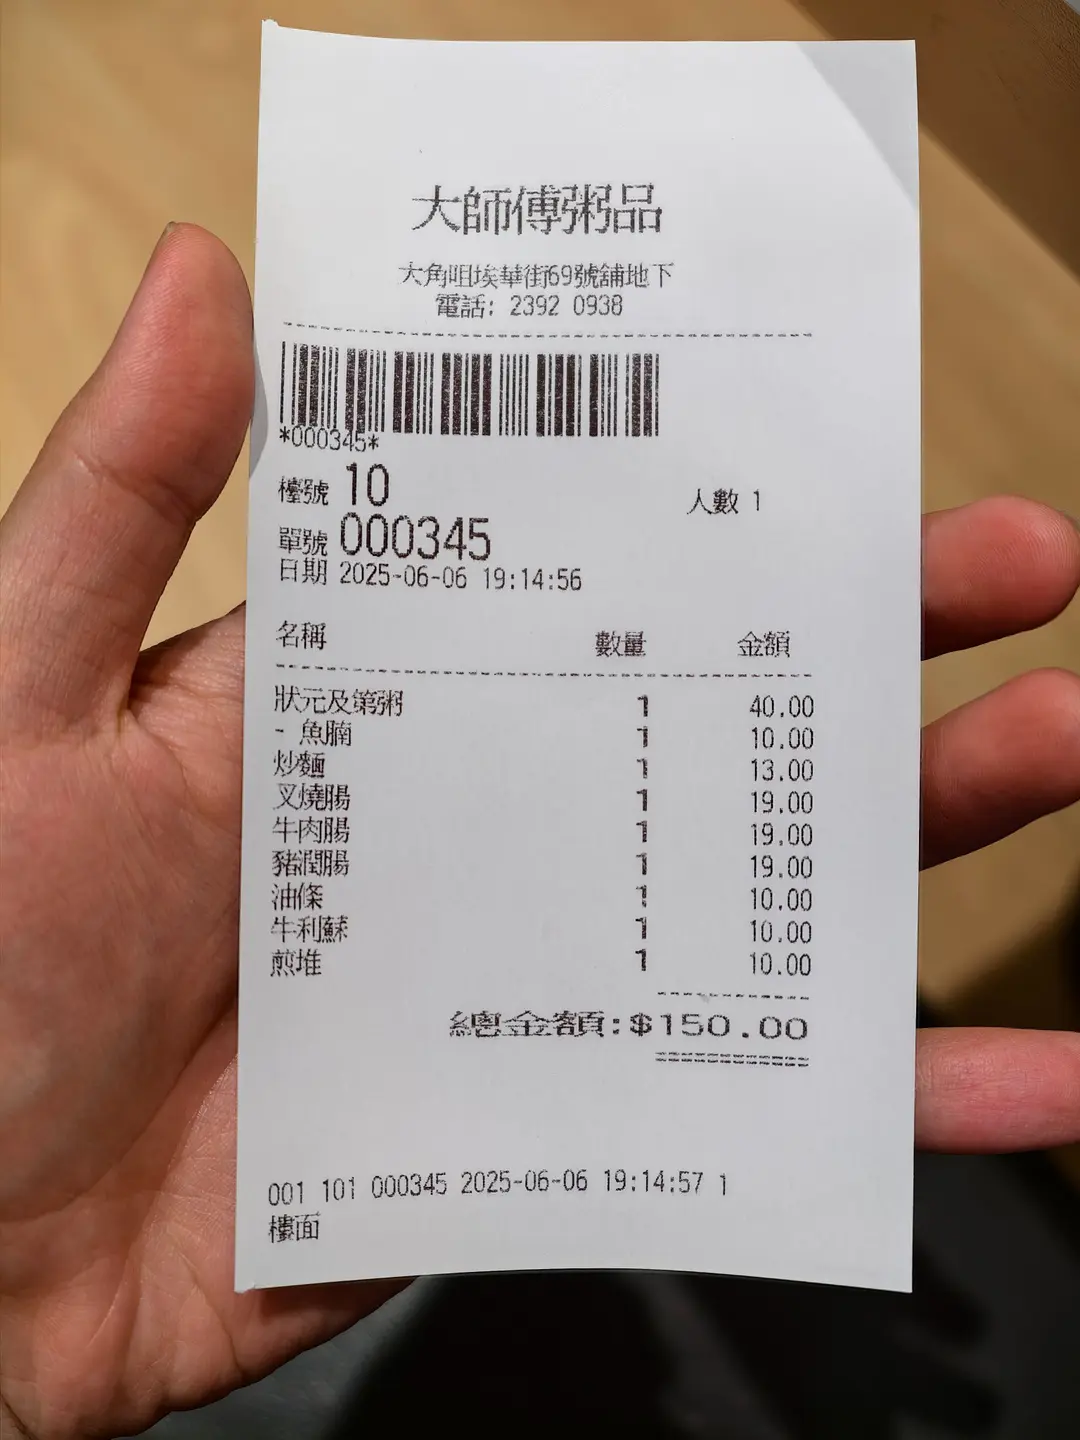 大師傅粥品
大角咀埃華街69號舖地下
電話: 2392 0938
*000345*
檯號 10 人數 1
單號 000345
日期 2025-06-06 19:14:56
名稱 數量 金額
狀元及第粥 1 40.00
- 魚腩 1 10.00
炒麵 1 13.00
叉燒腸 1 19.00
牛肉腸 1 19.00
豬潤腸 1 19.00
油條 1 10.00
牛利蘇 1 10.00
煎堆 1 10.00
總金額:$150.00
001 101 000345 2025-06-06 19:14:57 1
樓面